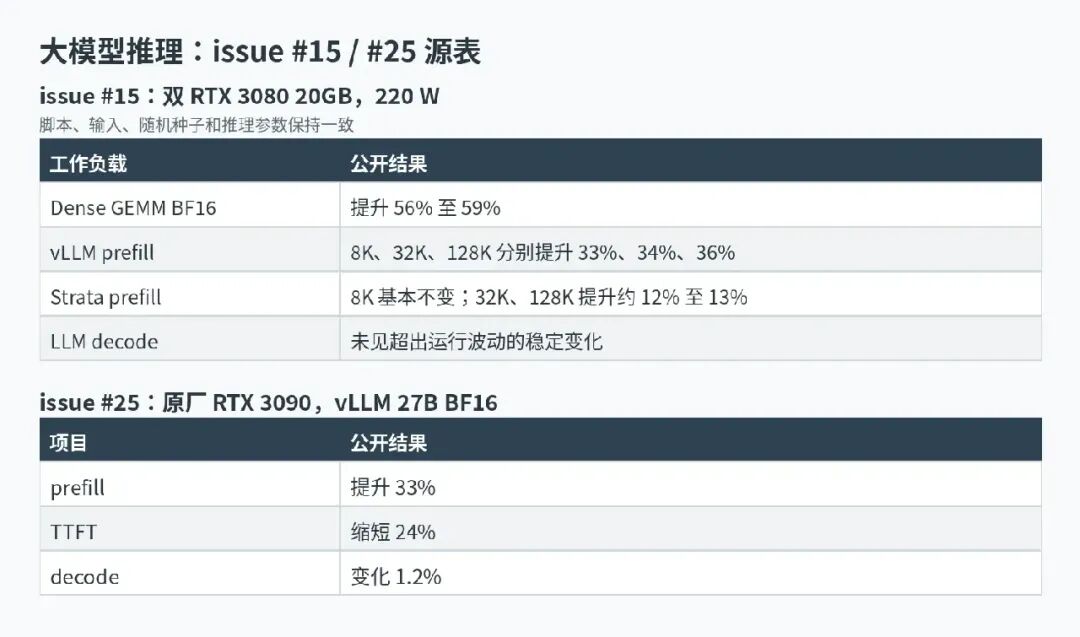 大模型推理：issue #15 / #25 源表
issue #15：双 RTX 3080 20GB，220 W
脚本、输入、随机种子和推理参数保持一致
工作负载 公开结果
Dense GEMM BF16 提升 56% 至 59%
vLLM prefill 8K、32K、128K 分别提升 33%、34%、36%
Strata prefill 8K 基本不变；32K、128K 提升约 12% 至 13%
LLM decode 未见超出运行波动的稳定变化
issue #25：原厂 RTX 3090，vLLM 27B BF16
项目 公开结果
prefill 提升 33%
TTFT 缩短 24%
decode 变化 1.2%